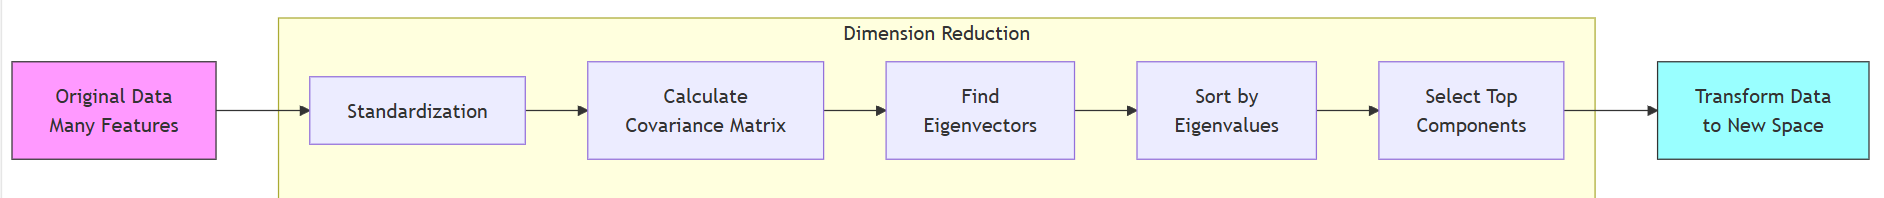 Dimension Reduction
Original Data
Many Features
Standardization
Calculate
Covariance Matrix
Find
Eigenvectors
Sort by
Eigenvalues
Select Top
Components
Transform Data
to New Space